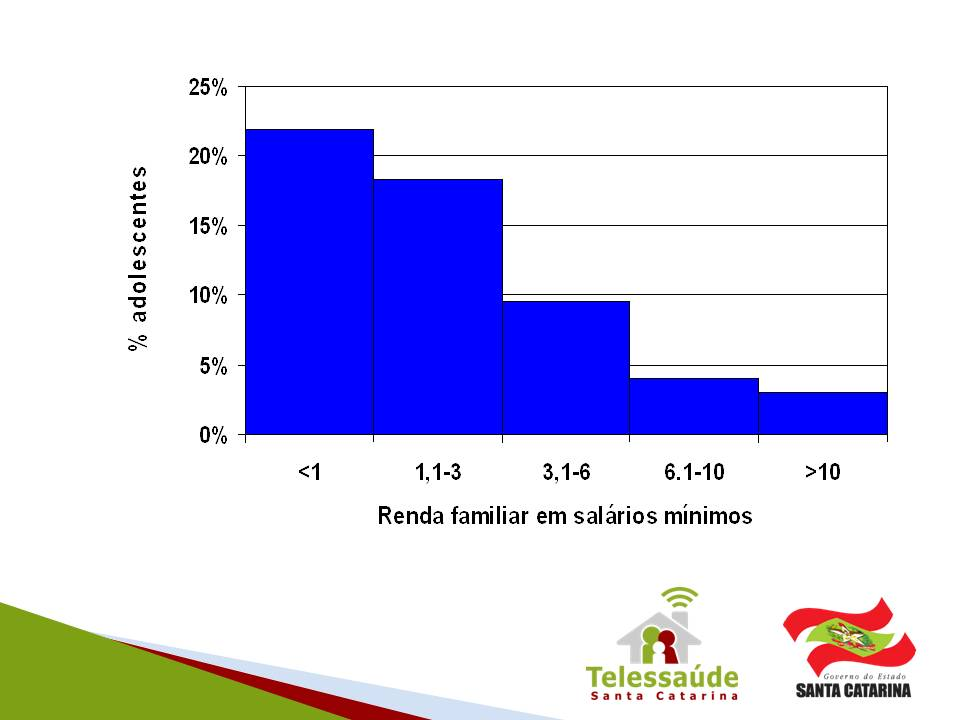 25%
20%
15%
10%
5%
0%
% adolescentes
<1 1,1-3 3,1-6 6.1-10 >10
Renda familiar em salários mínimos
Telessaúde
Santa Catarina
Governo do Estado
SANTA CATARINA